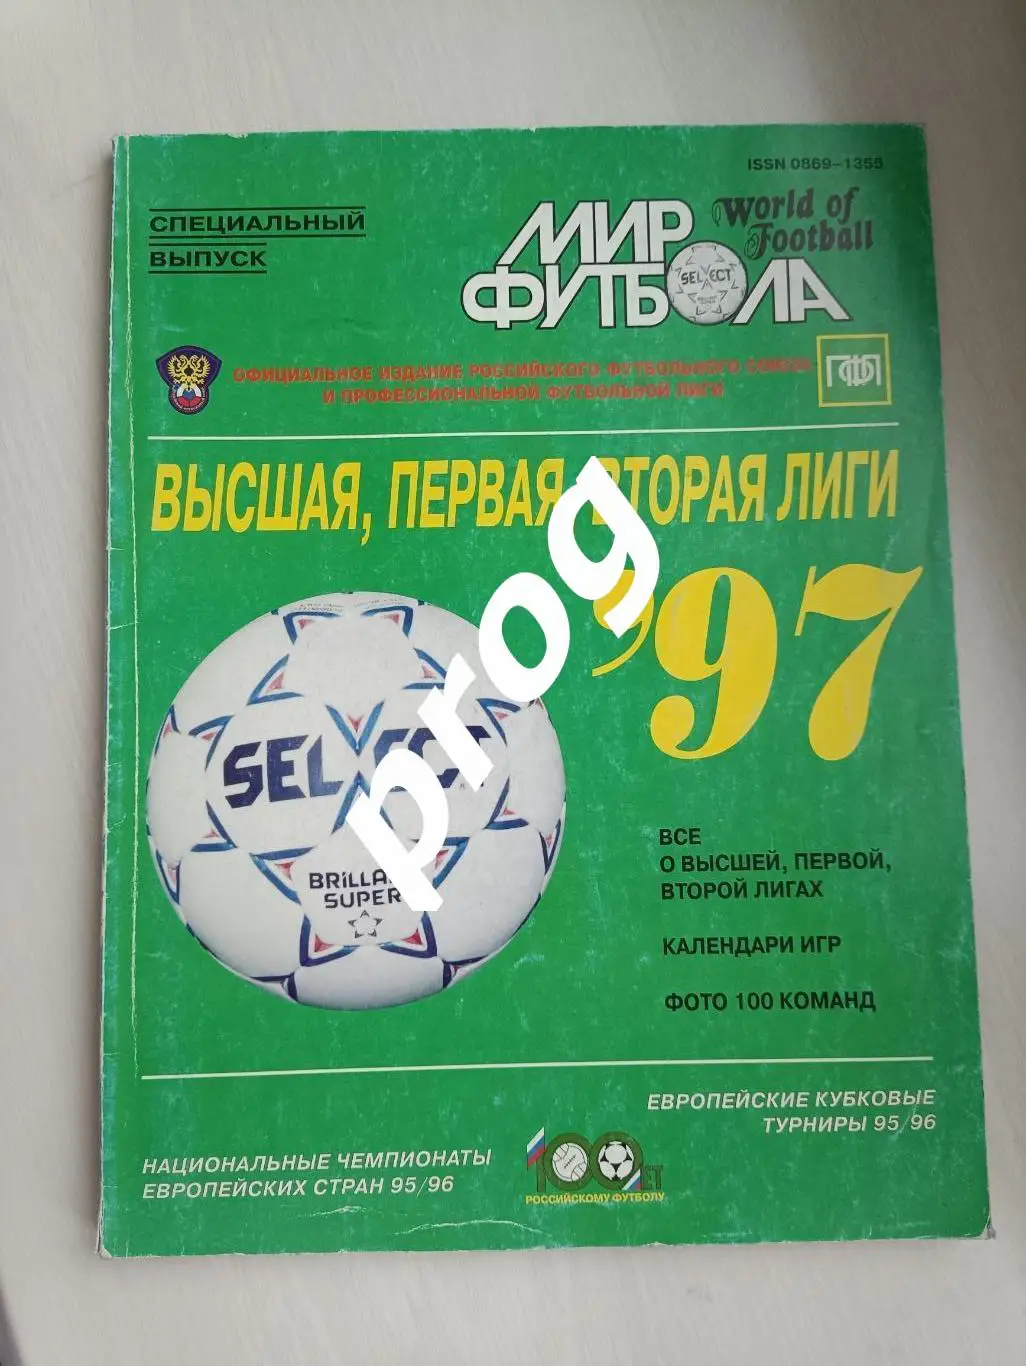 ISSN 0869-1355
СПЕЦИАЛЬНЫЙ
ВЫПУСК
МИР
ФУТБОЛА
World of
Football
SELECT
ОФИЦИАЛЬНОЕ ИЗДАНИЕ РОССИЙСКОГО ФУТБОЛЬНОГО СОЮЗА
И ПРОФЕССИОНАЛЬНОЙ ФУТБОЛЬНОЙ ЛИГИ
ПФЛ
ВЫСШАЯ, ПЕРВАЯ, ВТОРАЯ ЛИГИ
'97
SELECT
BRILLANT
SUPER
prog
ВСЕ
О ВЫСШЕЙ, ПЕРВОЙ,
ВТОРОЙ ЛИГАХ
КАЛЕНДАРИ ИГР
ФОТО 100 КОМАНД
ЕВРОПЕЙСКИЕ КУБКОВЫЕ
ТУРНИРЫ 95/96
НАЦИОНАЛЬНЫЕ ЧЕМПИОНАТЫ
ЕВРОПЕЙСКИХ СТРАН 95/96
100 ЛЕТ
РОССИЙСКОМУ ФУТБОЛУ